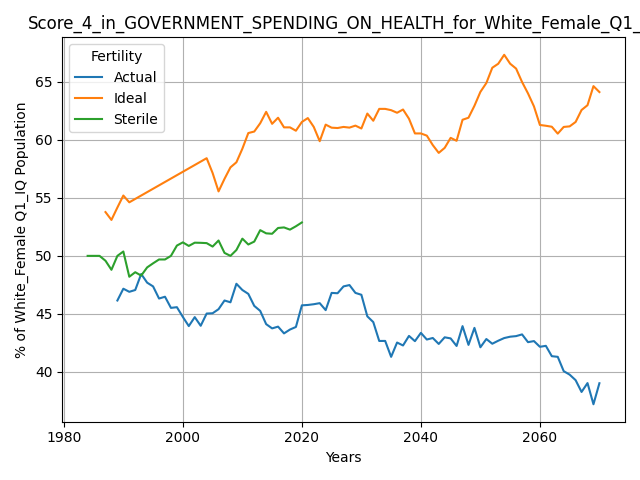 Score_4_in_GOVERNMENT_SPENDING_ON_HEALTH_for_White_Female_Q1_
Fertility
Actual
Ideal
Sterile
% of White_Female Q1_IQ Population
65
60
55
50
45
40
1980
2000
2020
2040
2060
Years